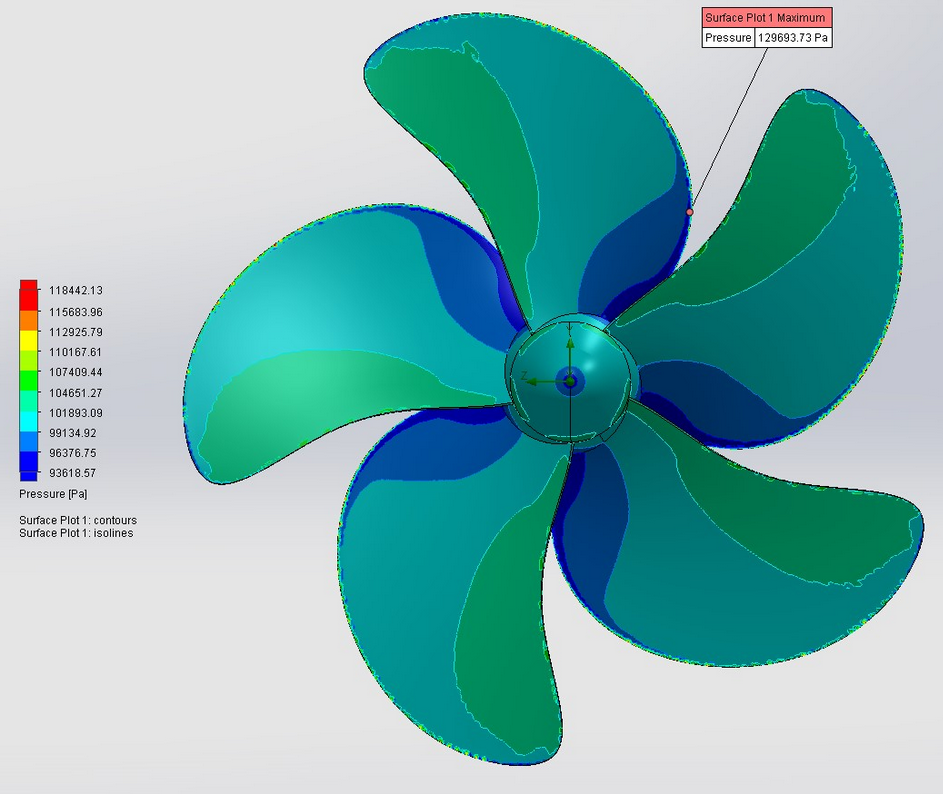 Surface Plot 1 Maximum
Pressure 129693.73 Pa
118442.13
115683.96
112925.79
110167.61
107409.44
104651.27
101893.09
99134.92
96376.75
93618.57
Pressure [Pa]
Surface Plot 1: contours
Surface Plot 1: isolines
Y
Z